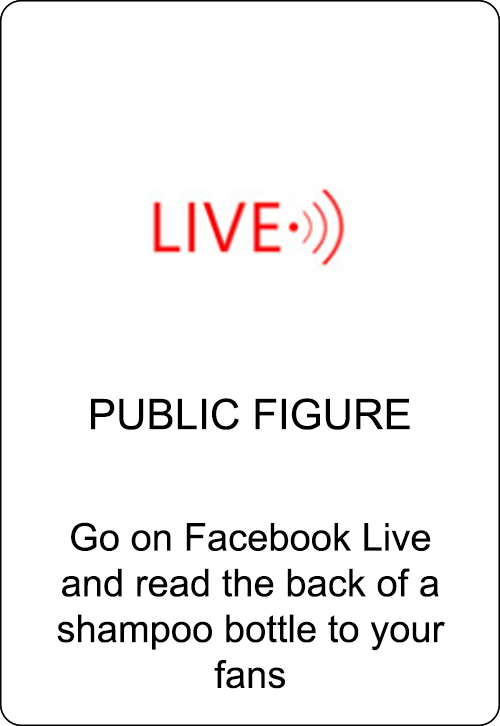 LIVE
PUBLIC FIGURE
Go on Facebook Live
and read the back of a
shampoo bottle to your
fans